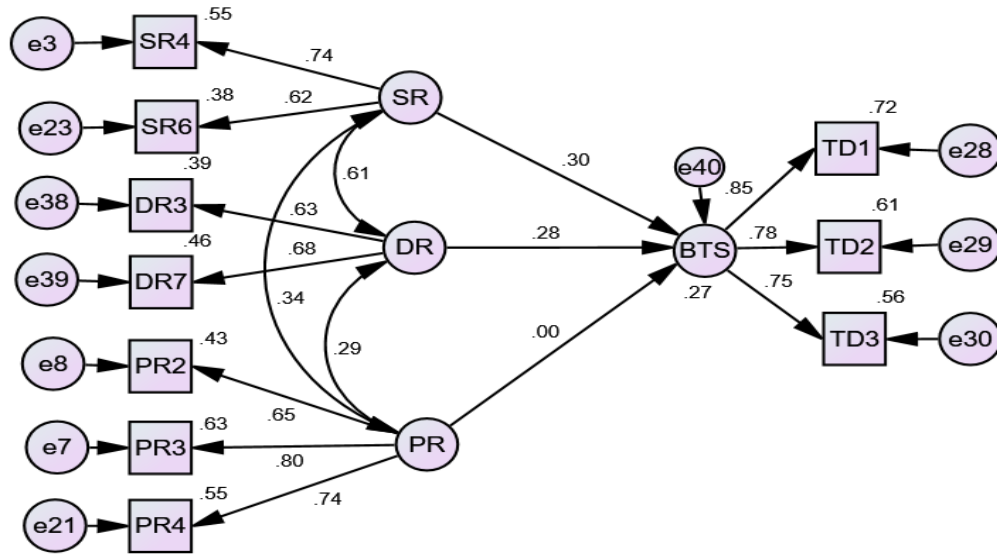 .55
e3 SR4 .74
.38 .62 SR
e23 SR6
.39
e38 DR3 .63
.61
.46 .68 DR
e39 DR7
.34
.43
e8 PR2 .29
.65
.63
e7 PR3 PR
.80
.55 .74
e21 PR4
.30
.28
.00
e40
BTS
.27
.72
.85 TD1 e28
.61
.78 TD2 e29
.75
.56
TD3 e30